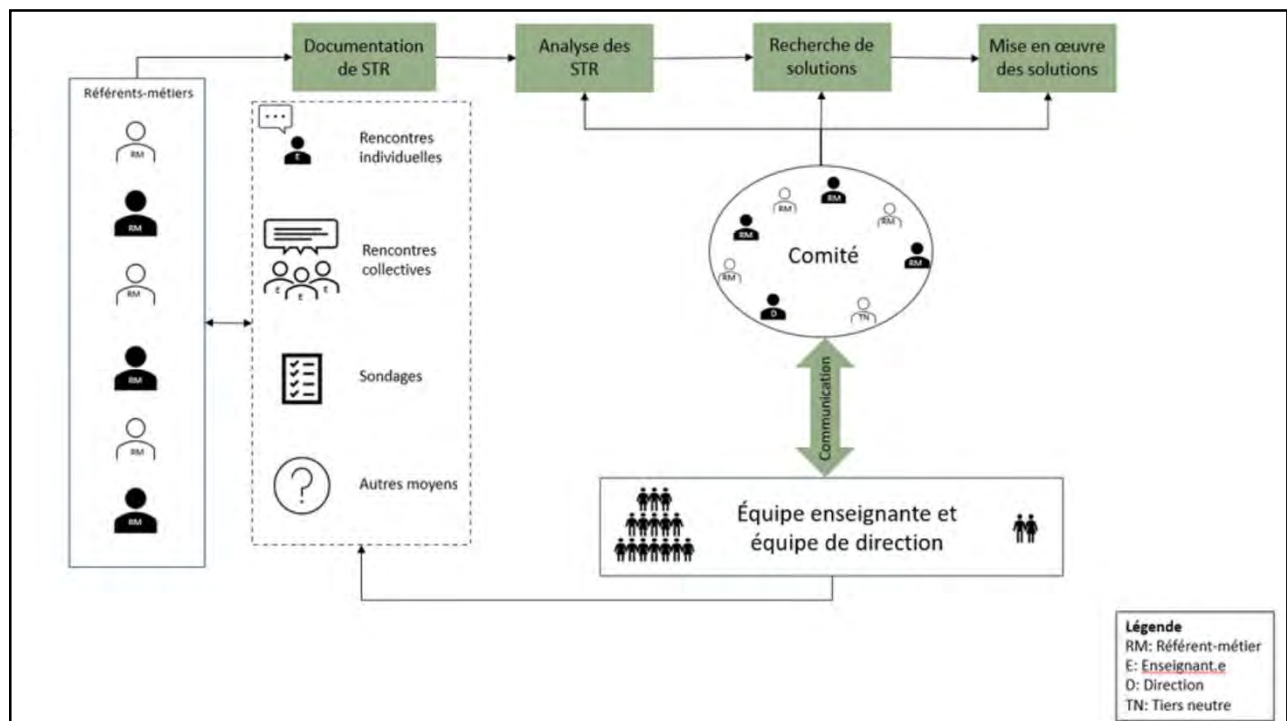 Documentation
de STR
Analyse des
STR
Recherche de
solutions
Mise en œuvre
des solutions
Référents-métiers
RM
RM
RM
RM
RM
RM
...
E
Rencontres
individuelles
E
E
E
Rencontres
collectives
Sondages
?
Autres moyens
RM
RM
RM
RM
RM
RM
D
TN
Comité
Communication
Équipe enseignante et
équipe de direction
Légende
RM: Référent-métier
E: Enseignant.e
D: Direction
TN: Tiers neutre